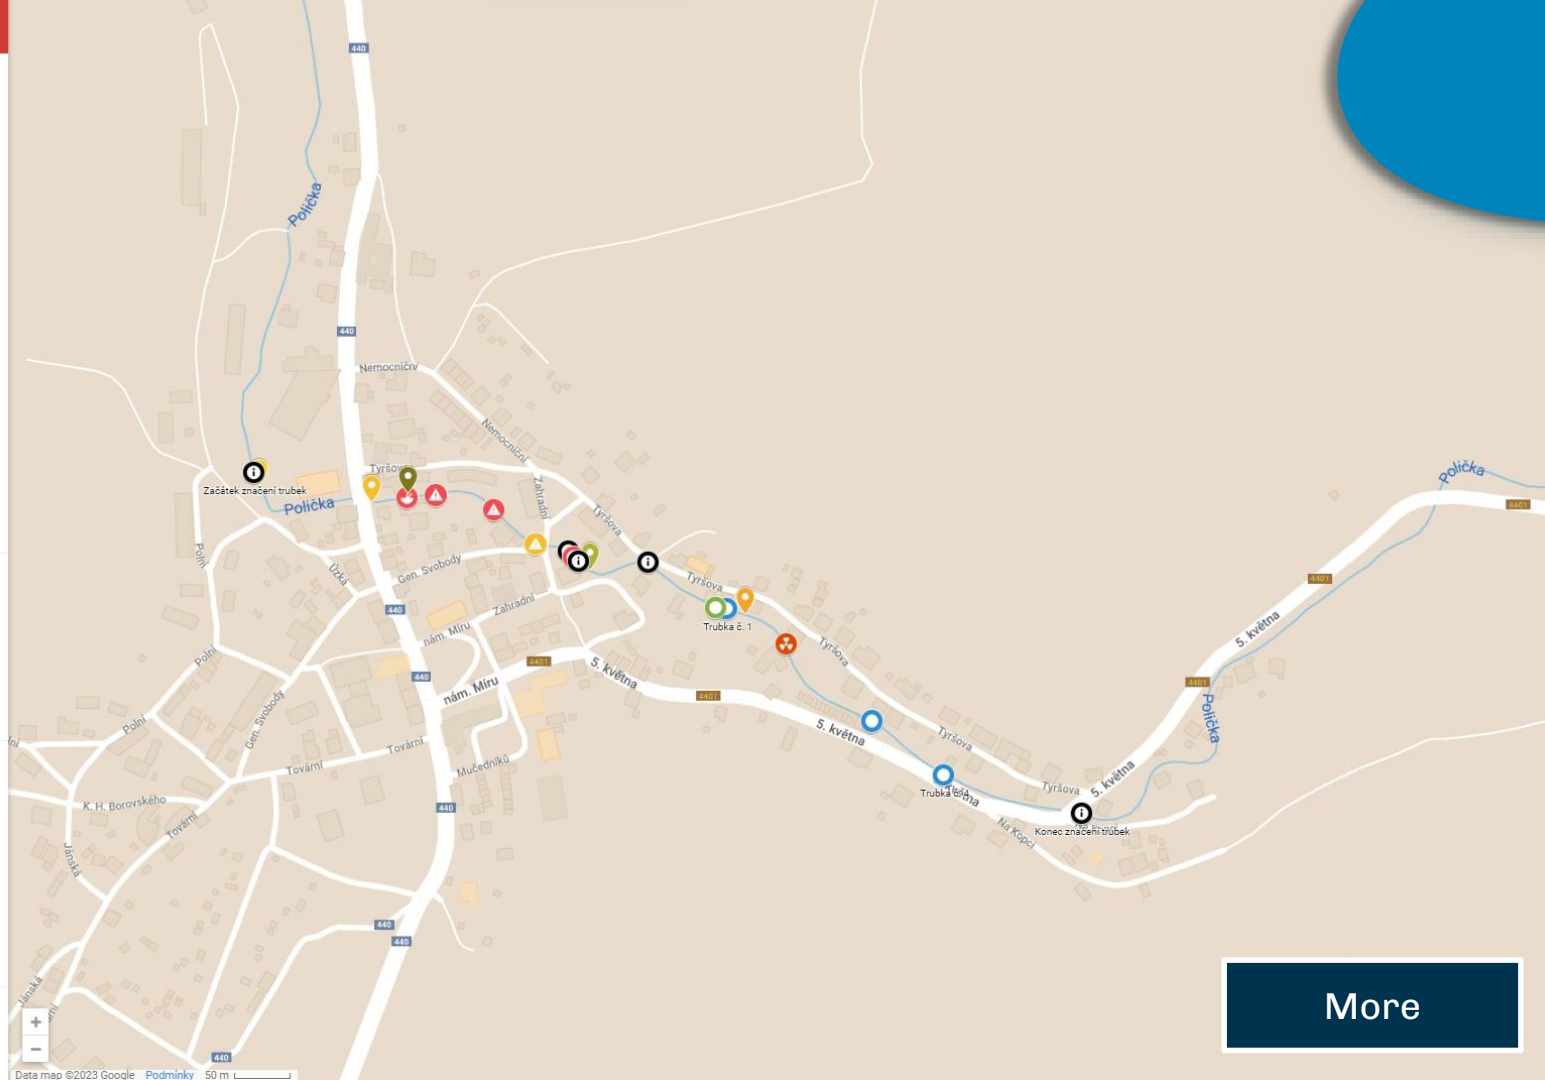 440
Polička
440
Nemocniční
Nemocniční
Tyršova
Začátek značení trubek
Polička
Zahradní
Tyršova
Polička
4401
Polní
Úzká
Gen. Svobody
Zahradní
Tyršova
4401
440
nám. Míru
Trubka č. 1
Tyršova
5. května
Polní
440
4401
5. května
4401
4401
nám. Míru
Polička
Polní
Gen. Svobody
5. května
Tyršova
Tovární
Tovární
Mučedníků
5. května
Tyršova
K. H. Borovského
440
Tovární
Na Kopci
Konec značení trubek
Jánská
440
440
Jánská
More
+
−
440
Data map ©2023 Google Podmínky 50 m